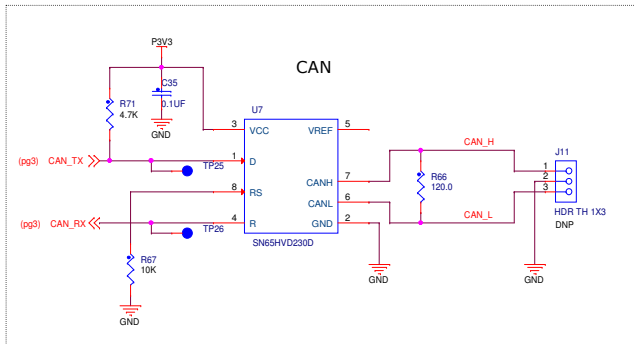 P3V3
CAN
C35
0.1UF
R71
4.7K
GND
U7
3
VCC
VREF
5
(pg3) CAN_TX
1
D
TP25
8
RS
CANH
7
CANL
6
(pg3) CAN_RX
4
R
GND
2
TP26
SN65HVD230D
R67
10K
GND
GND
CAN_H
R66
120.0
CAN_L
J11
1
2
3
HDR TH 1X3
DNP
GND